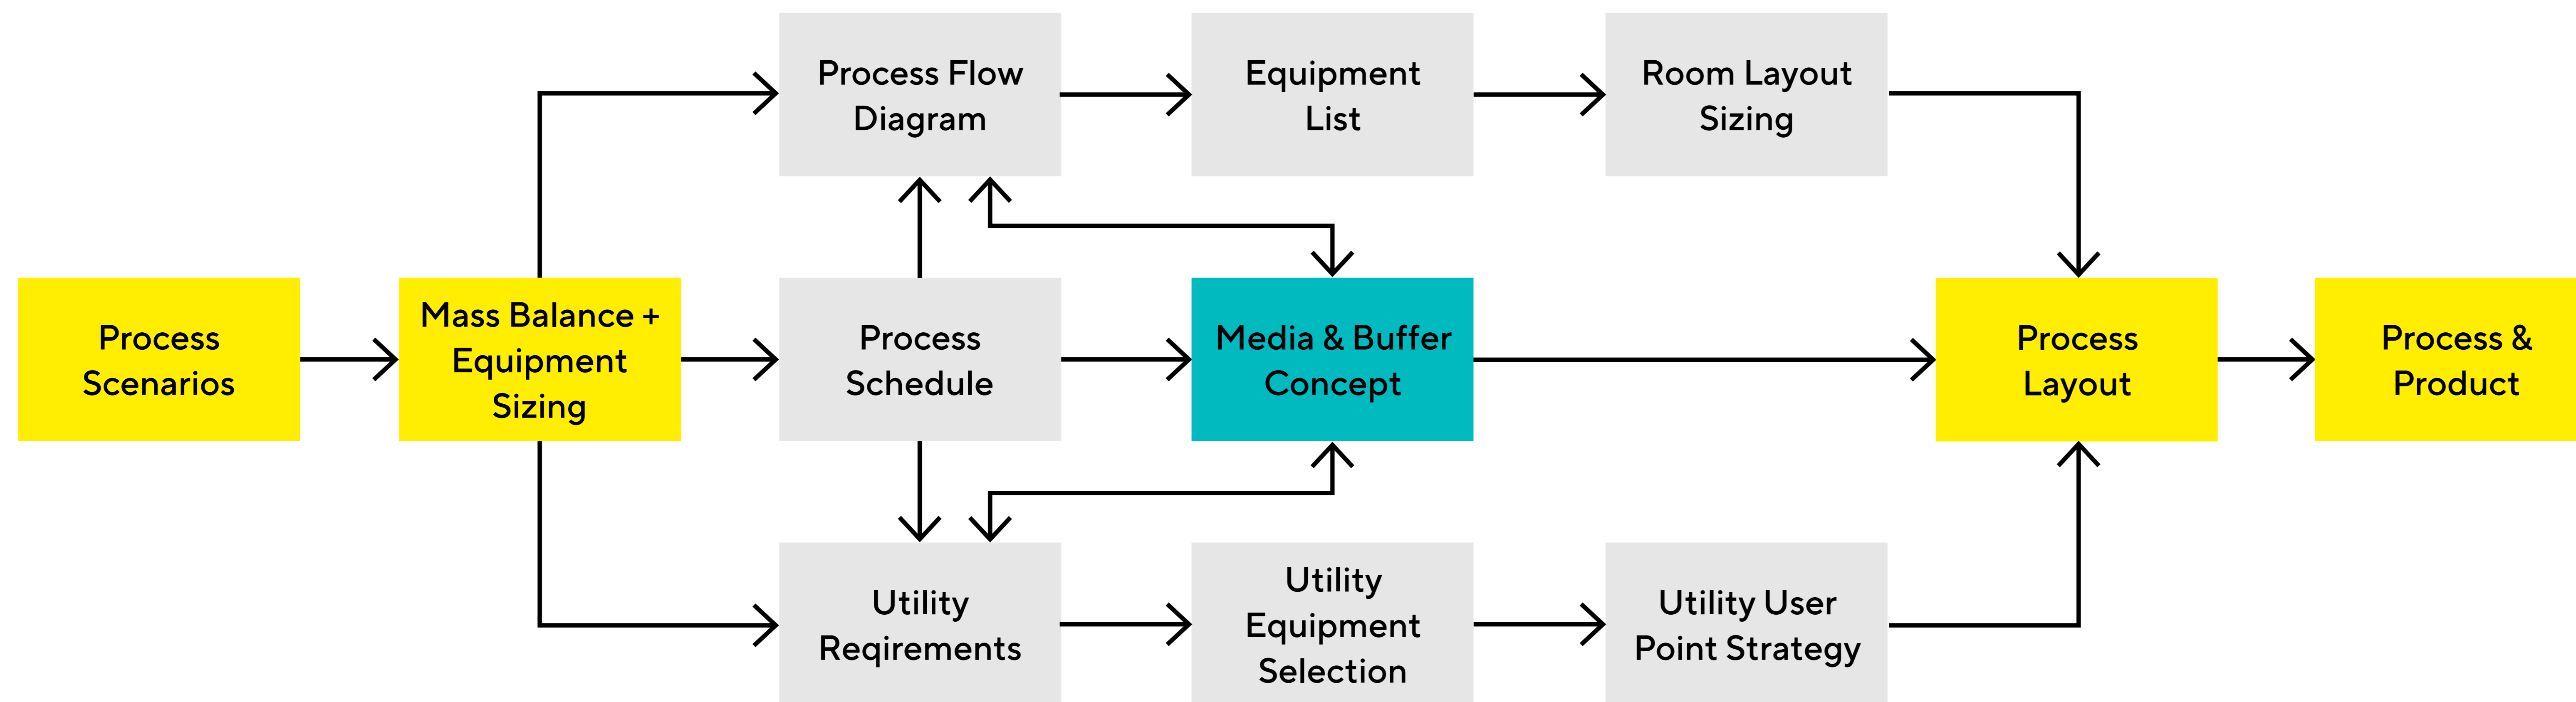 Process Flow
Diagram
Equipment
List
Room Layout
Sizing
Process
Scenarios
Mass Balance +
Equipment
Sizing
Process
Schedule
Media & Buffer
Concept
Process
Layout
Process &
Product
Utility
Reqirements
Utility
Equipment
Selection
Utility User
Point Strategy